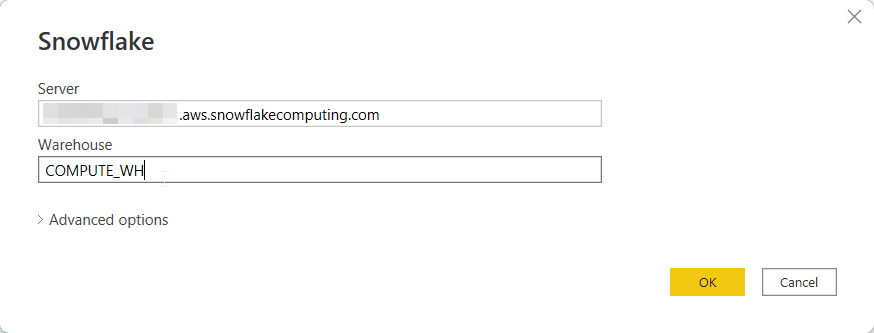 Snowflake
Server
.aws.snowflakecomputing.com
Warehouse
COMPUTE_WH
Advanced options
OK
Cancel